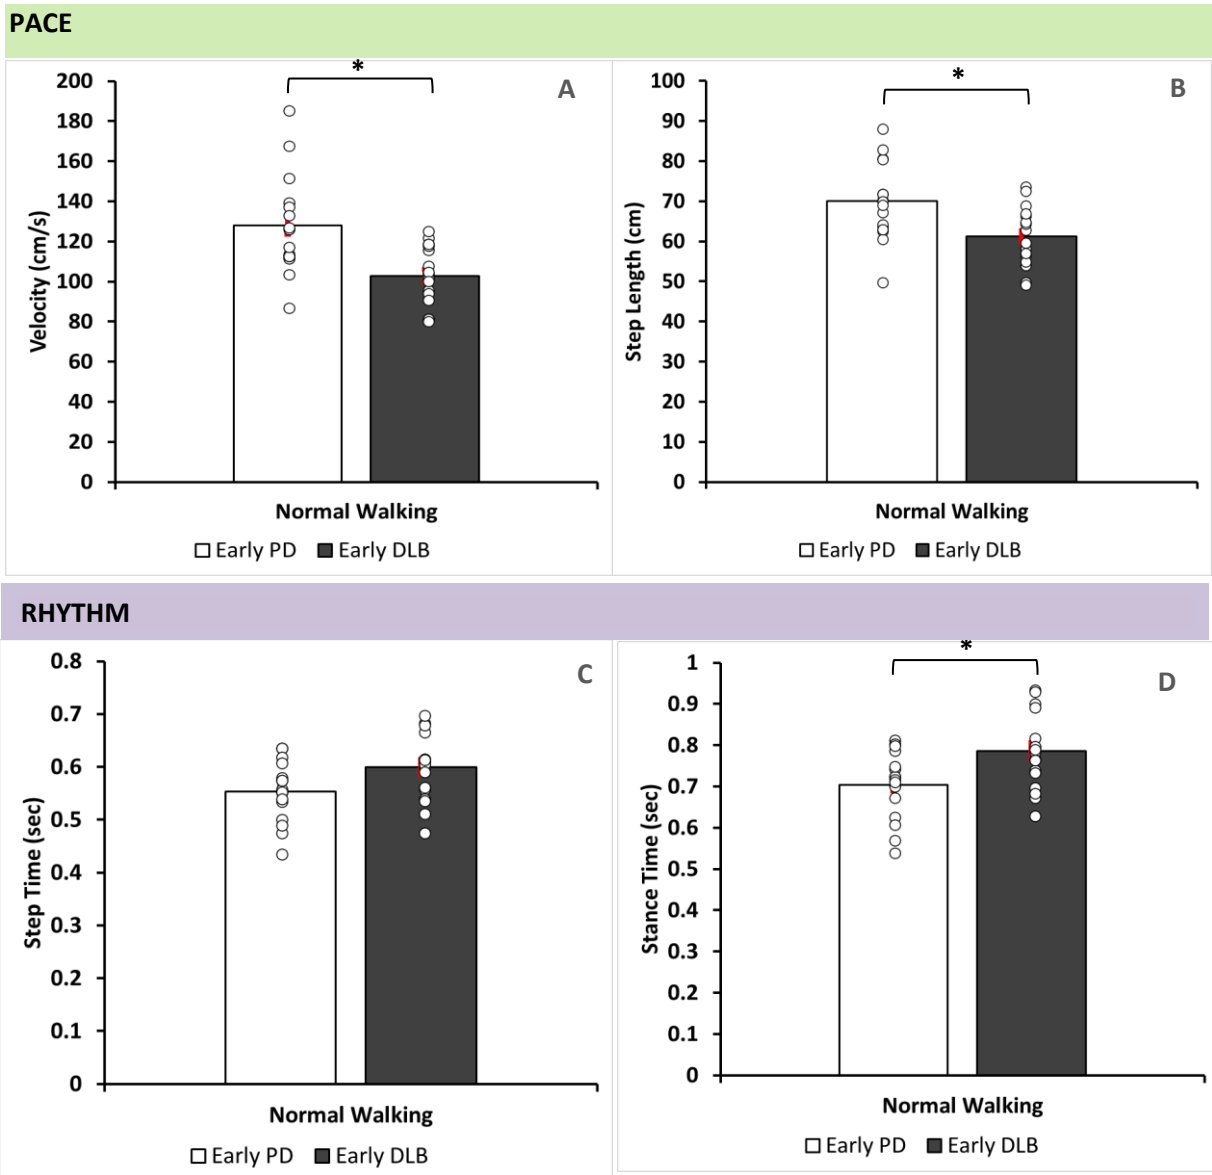 PACE
*
A
200
180
160
140
120
100
80
60
40
20
0
Velocity (cm/s)
Normal Walking
Early PD Early DLB
*
B
100
90
80
70
60
50
40
30
20
10
0
Step Length (cm)
Normal Walking
Early PD Early DLB
RHYTHM
C
0.8
0.7
0.6
0.5
0.4
0.3
0.2
0.1
0
Step Time (sec)
Normal Walking
Early PD Early DLB
*
D
1
0.9
0.8
0.7
0.6
0.5
0.4
0.3
0.2
0.1
0
Stance Time (sec)
Normal Walking
Early PD Early DLB